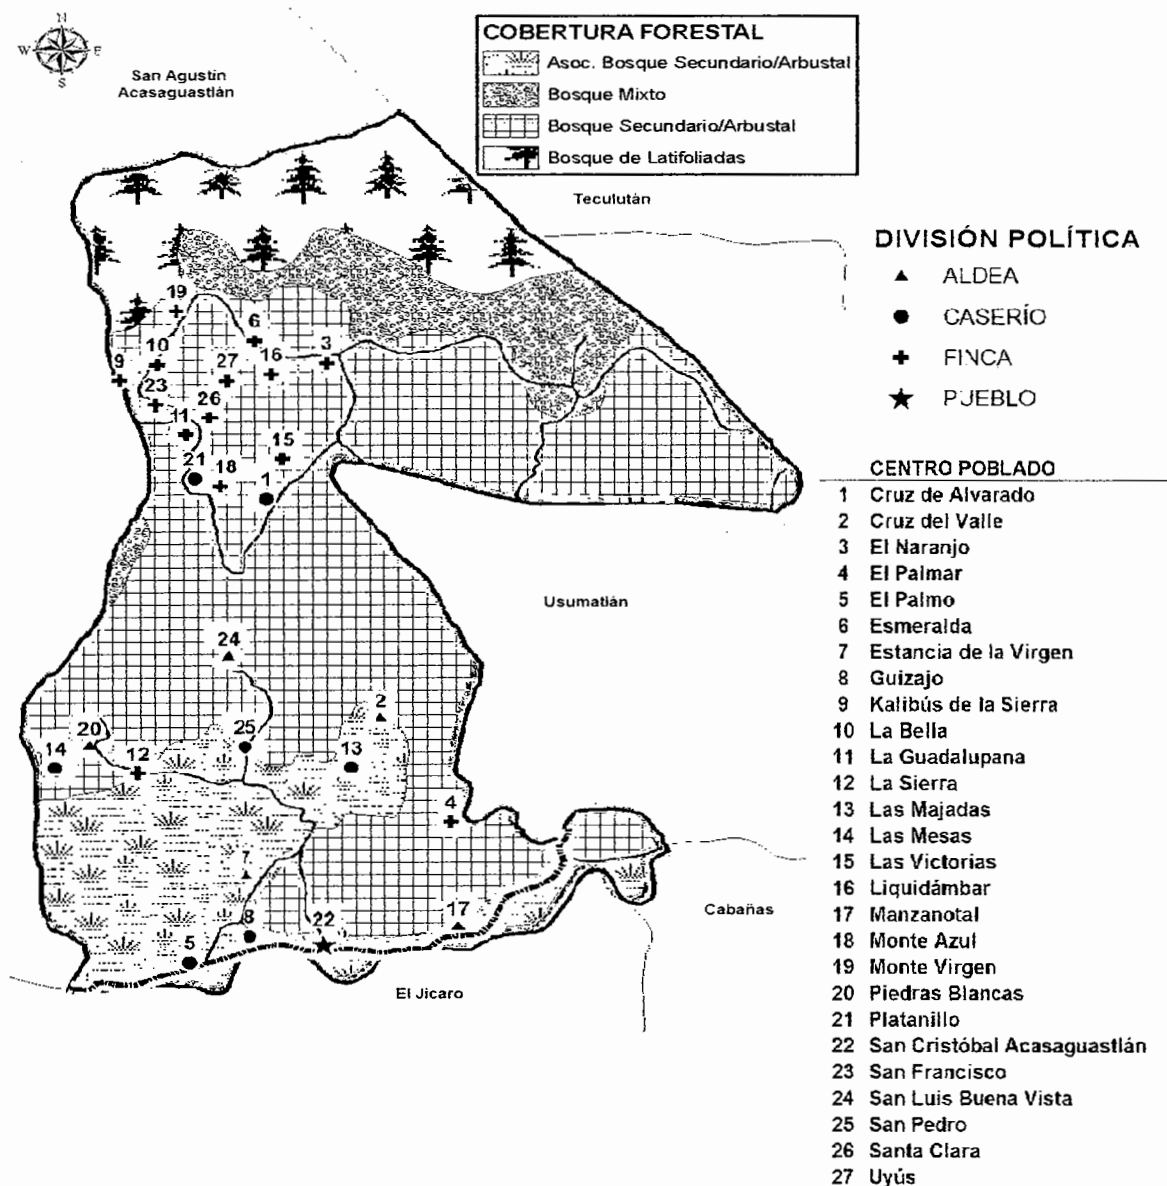 N
W E
S
San Agustín
Acasaguastlán
COBERTURA FORESTAL
Asoc. Bosque Secundario/Arbustal
Bosque Mixto
Bosque Secundario/Arbustal
Bosque de Latifoliadas
Teculután
DIVISIÓN POLÍTICA
ALDEA
CASERÍO
FINCA
PUEBLO
19
6
10
9
27
16
3
23
26
11
21
18
15
1
24
2
20
25
14
12
13
4
7
8
22
17
5
Usumatlán
Cabañas
El Jicaro
CENTRO POBLADO
1 Cruz de Alvarado
2 Cruz del Valle
3 El Naranjo
4 El Palmar
5 El Palmo
6 Esmeralda
7 Estancia de la Virgen
8 Guizajo
9 Kalibús de la Sierra
10 La Bella
11 La Guadalupana
12 La Sierra
13 Las Majadas
14 Las Mesas
15 Las Victorias
16 Liquidámbar
17 Manzanotal
18 Monte Azul
19 Monte Virgen
20 Piedras Blancas
21 Platanillo
22 San Cristóbal Acasaguastlán
23 San Francisco
24 San Luis Buena Vista
25 San Pedro
26 Santa Clara
27 Uyús